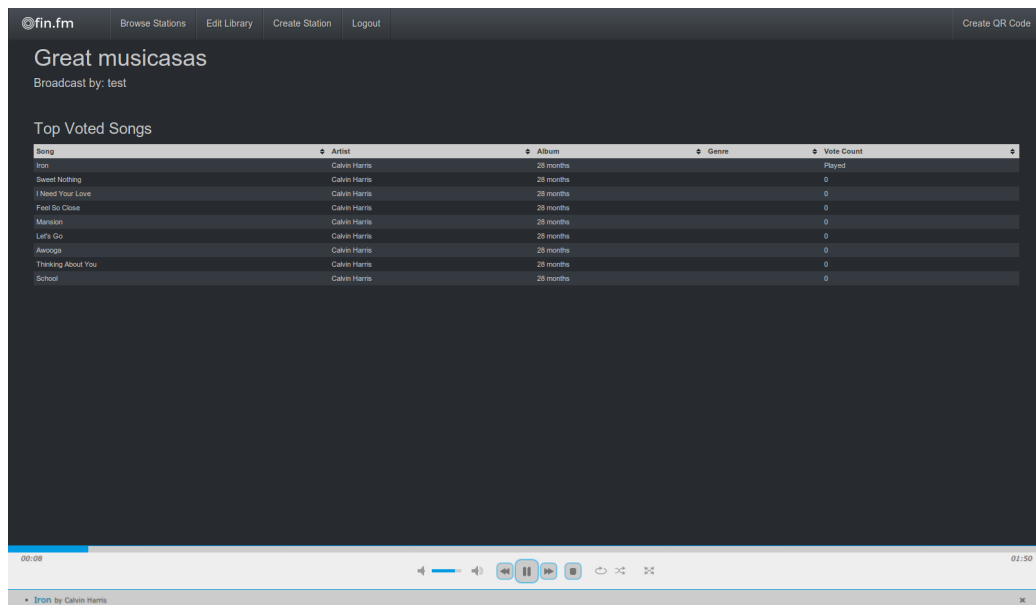 fin.fm Browse Stations Edit Library Create Station Logout Create QR Code
Great musicasas
Broadcast by: test
Top Voted Songs
Song Artist Album Genre Vote Count
Iron Calvin Harris 28 months Played
Sweet Nothing Calvin Harris 28 months 0
I Need Your Love Calvin Harris 28 months 0
Feel So Close Calvin Harris 28 months 0
Mansion Calvin Harris 28 months 0
Let's Go Calvin Harris 28 months 0
Awooga Calvin Harris 28 months 0
Thinking About You Calvin Harris 28 months 0
School Calvin Harris 28 months 0
00:08 01:50
• Iron by Calvin Harris ×